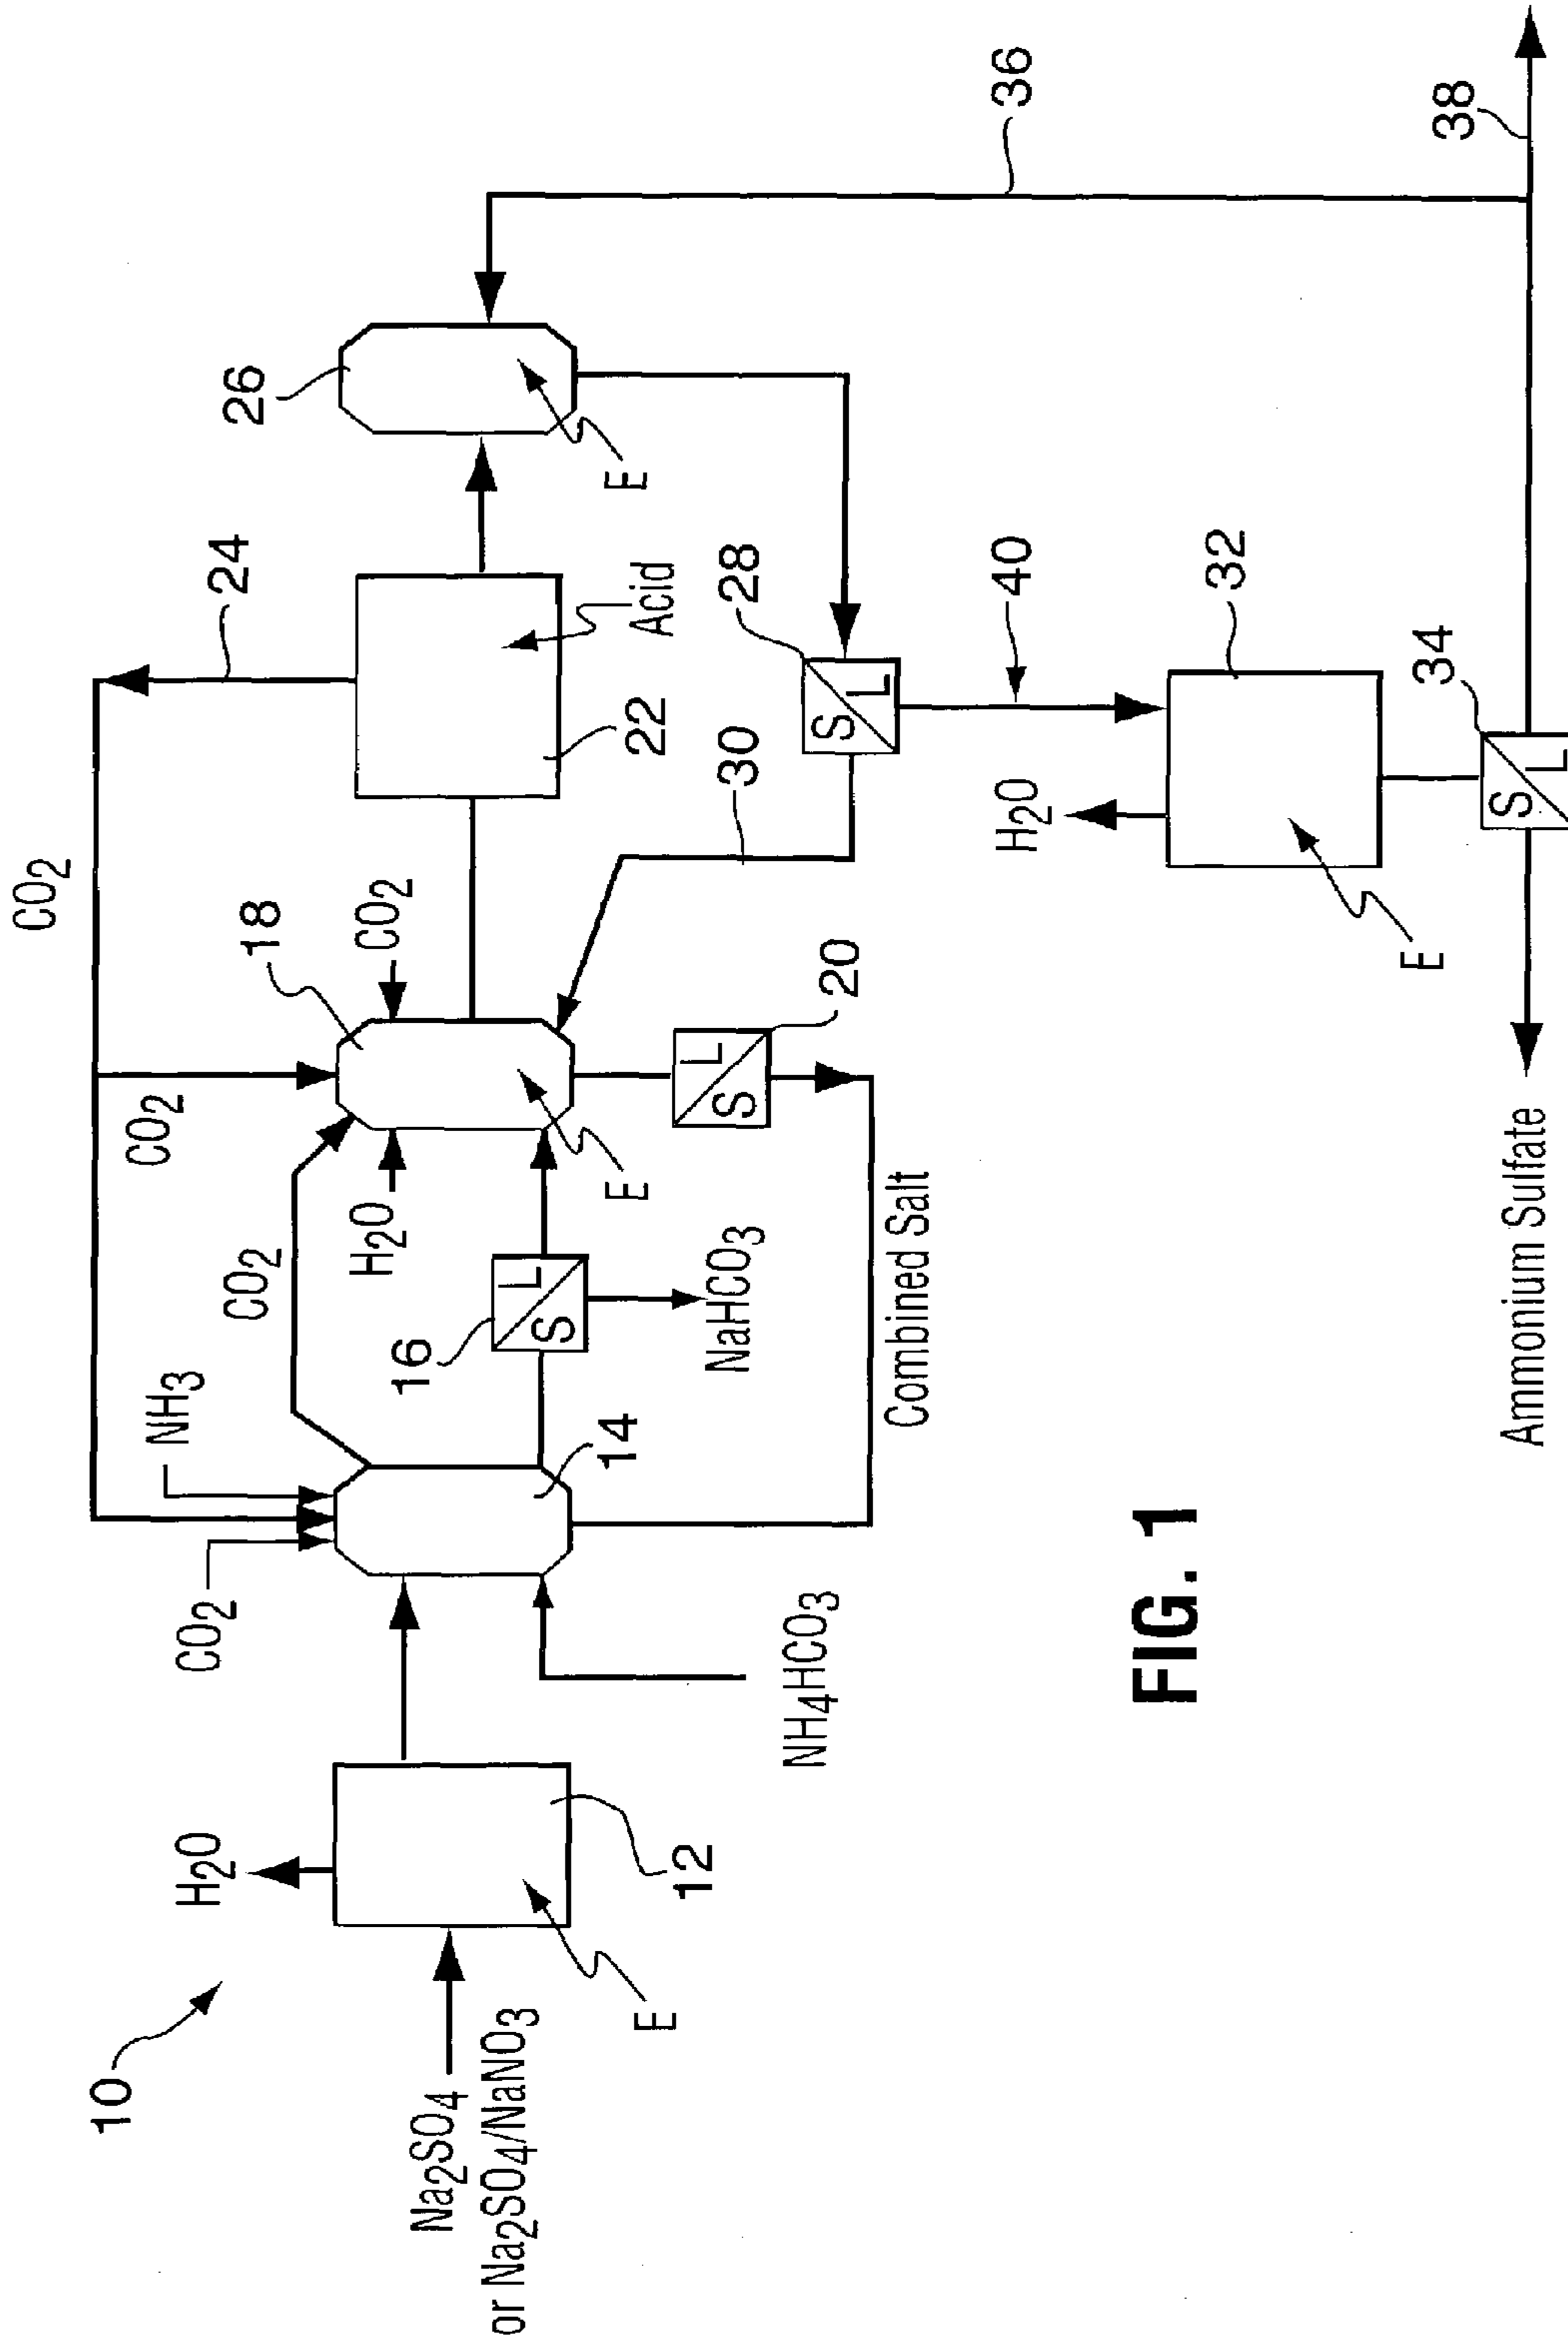 CO2
10
CO2
NH3
H2O
CO2
CO2
18
24
26
H2O
CO2
16
Na2SO4
or Na2SO4/NaNO3
L
S
14
E
E
E
22
Acid
12
L
S
20
NaHCO3
30
28
NH4HCO3
S
L
Combined Salt
H2O
40
36
FIG. 1
32
E
34
38
S
L
Ammonium Sulfate